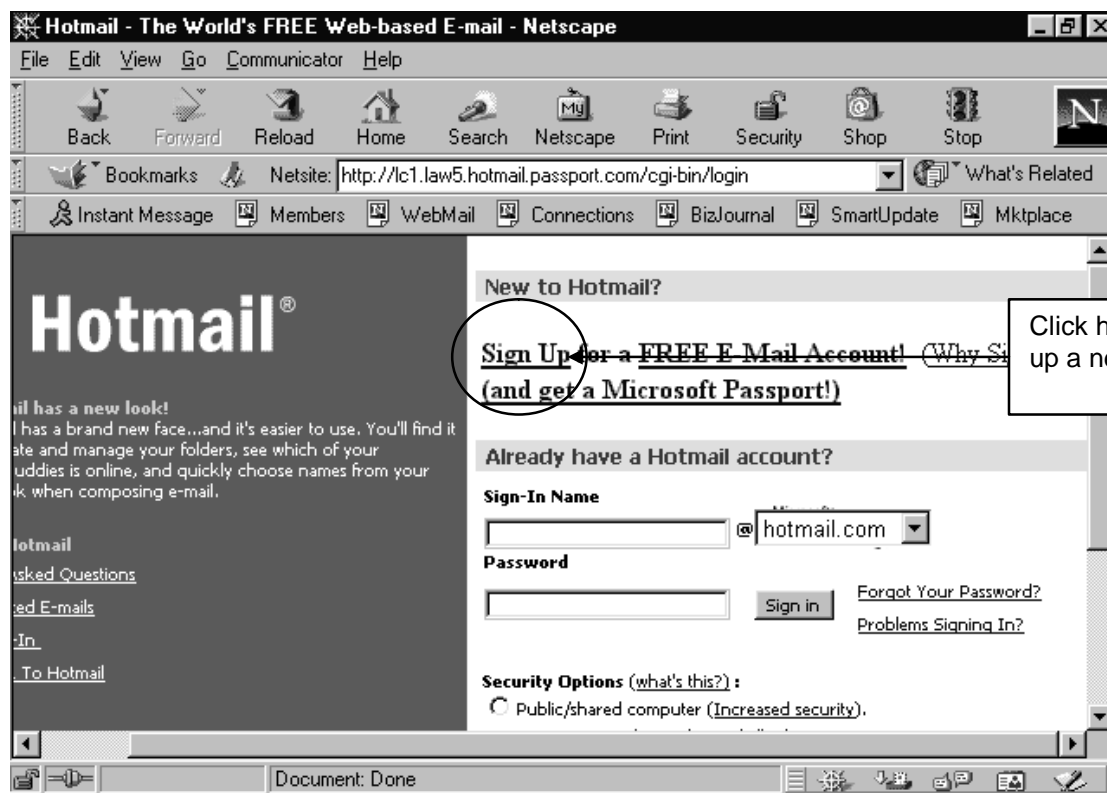 Hotmail - The World's FREE Web-based E-mail - Netscape
File Edit View Go Communicator Help
Back Forward Reload Home Search Netscape Print Security Shop Stop
My
N
Bookmarks Netsite: http://lc1.law5.hotmail.passport.com/cgi-bin/login What's Related
Instant Message Members WebMail Connections BizJournal SmartUpdate Mktplace
Hotmail®
il has a new look!
l has a brand new face...and it's easier to use. You'll find it
ate and manage your folders, see which of your
uddies is online, and quickly choose names from your
k when composing e-mail.
lotmail
sked Questions
ed E-mails
-In
. To Hotmail
New to Hotmail?
Sign Up for a FREE E-Mail Account! (Why Si
(and get a Microsoft Passport!)
Click h
up a n
Already have a Hotmail account?
Sign-In Name
@ hotmail.com
Password
Sign in
Forgot Your Password?
Problems Signing In?
Security Options (what's this?) :
Public/shared computer (Increased security).
Document: Done